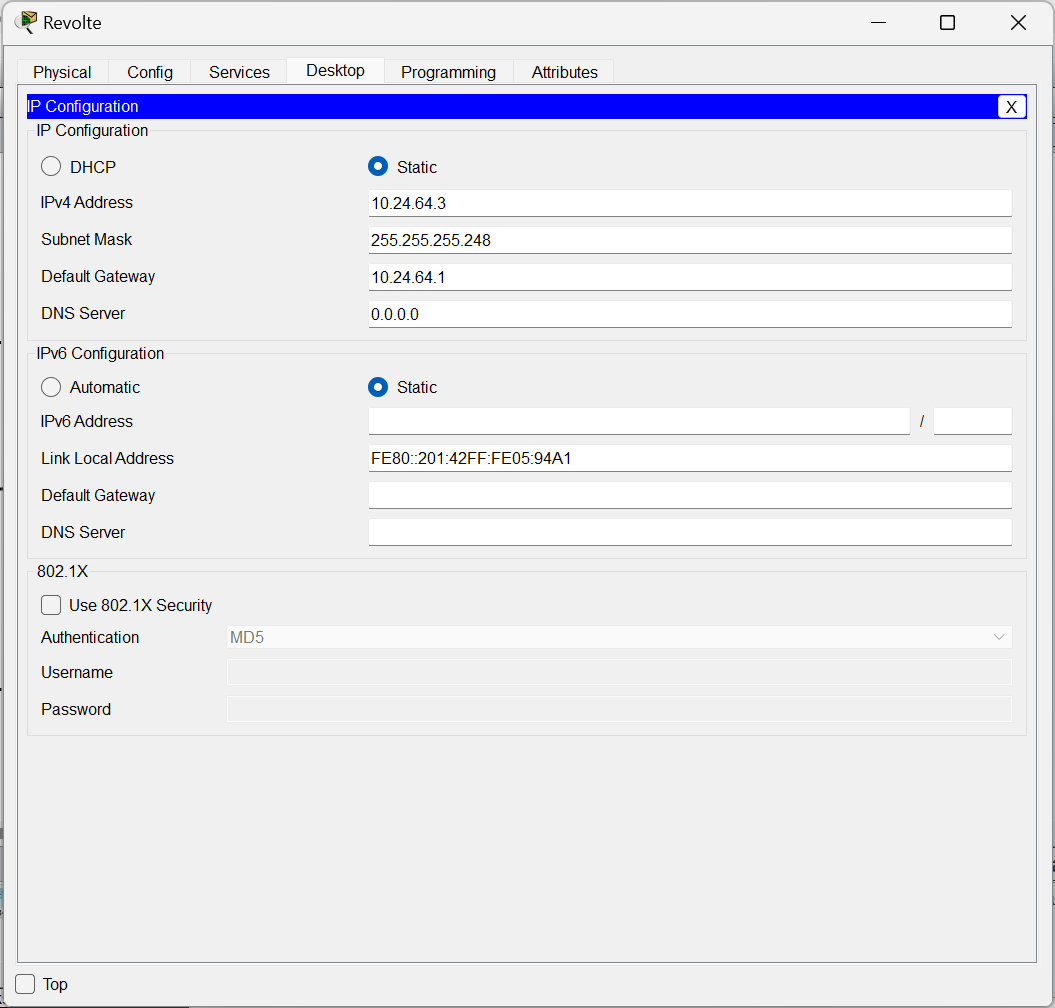 Revolte
Physical Config Services Desktop Programming Attributes
IP Configuration X
IP Configuration
DHCP Static
IPv4 Address 10.24.64.3
Subnet Mask 255.255.255.248
Default Gateway 10.24.64.1
DNS Server 0.0.0.0
IPv6 Configuration
Automatic Static
IPv6 Address /
Link Local Address FE80::201:42FF:FE05:94A1
Default Gateway
DNS Server
802.1X
Use 802.1X Security
Authentication MD5
Username
Password
Top